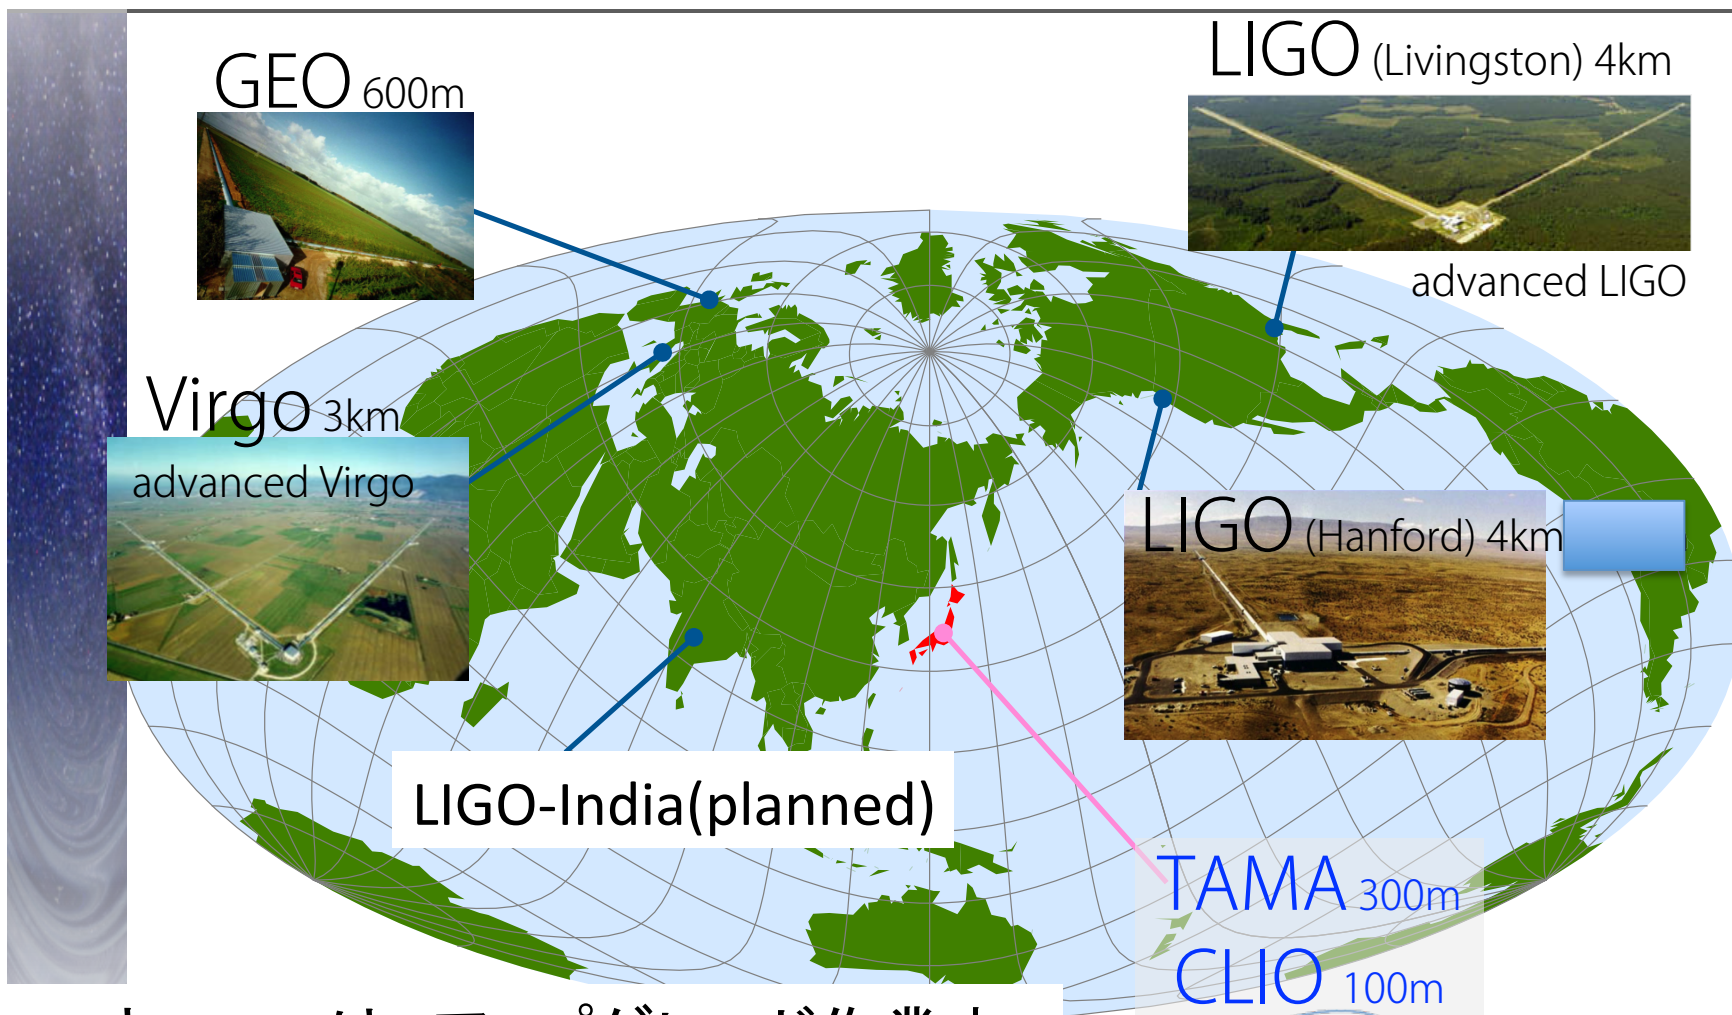 GEO 600m
LIGO (Livingston) 4km
advanced LIGO
Virgo 3km
advanced Virgo
LIGO (Hanford) 4km
LIGO-India(planned)
TAMA 300m
CLIO 100m